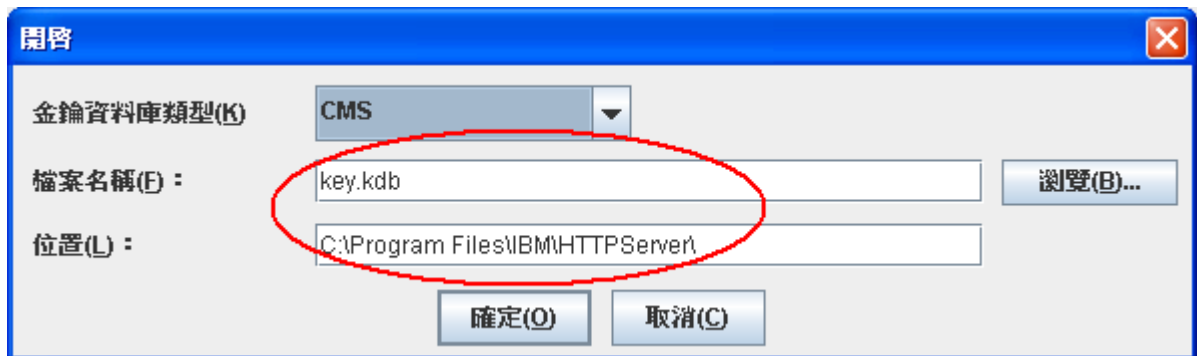 開啓
金鑰資料庫類型(K) CMS
檔案名稱(F)： key.kdb 瀏覽(B)...
位置(L)： C:\Program Files\IBM\HTTPServer\
確定(O) 取消(C)